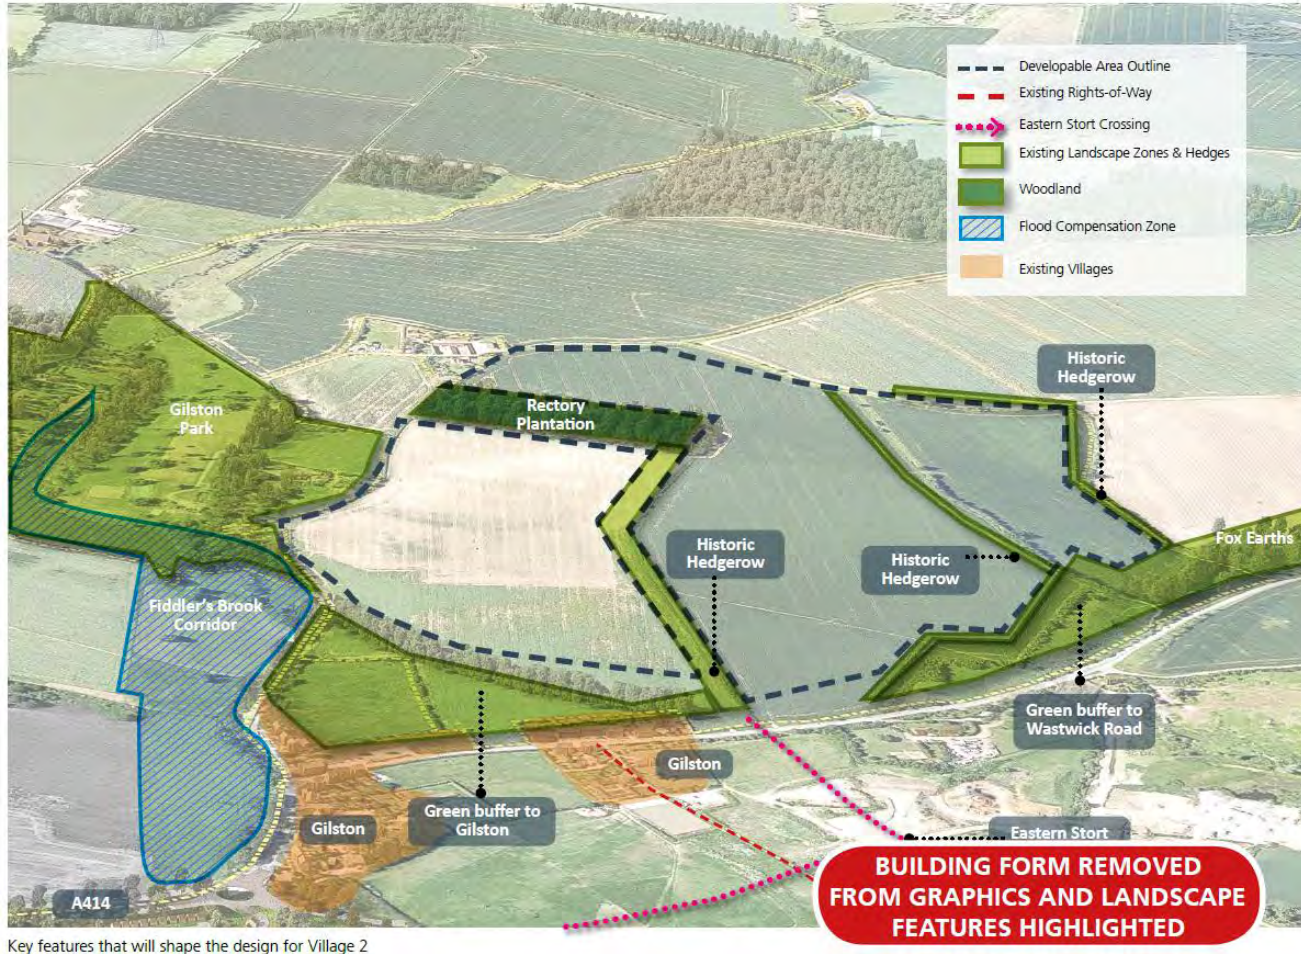 Developable Area Outline
Existing Rights-of-Way
Eastern Stort Crossing
Existing Landscape Zones & Hedges
Woodland
Flood Compensation Zone
Existing VIllages
Historic
Hedgerow
Gilston
Park
Rectory
Plantation
Fox Earths
Historic
Hedgerow
Historic
Hedgerow
Fiddler's Brook
Corridor
Green buffer to
Wastwick Road
Gilston
Green buffer to
Gilston
Gilston
Eastern Stort
BUILDING FORM REMOVED
FROM GRAPHICS AND LANDSCAPE
FEATURES HIGHLIGHTED
A414
Key features that will shape the design for Village 2